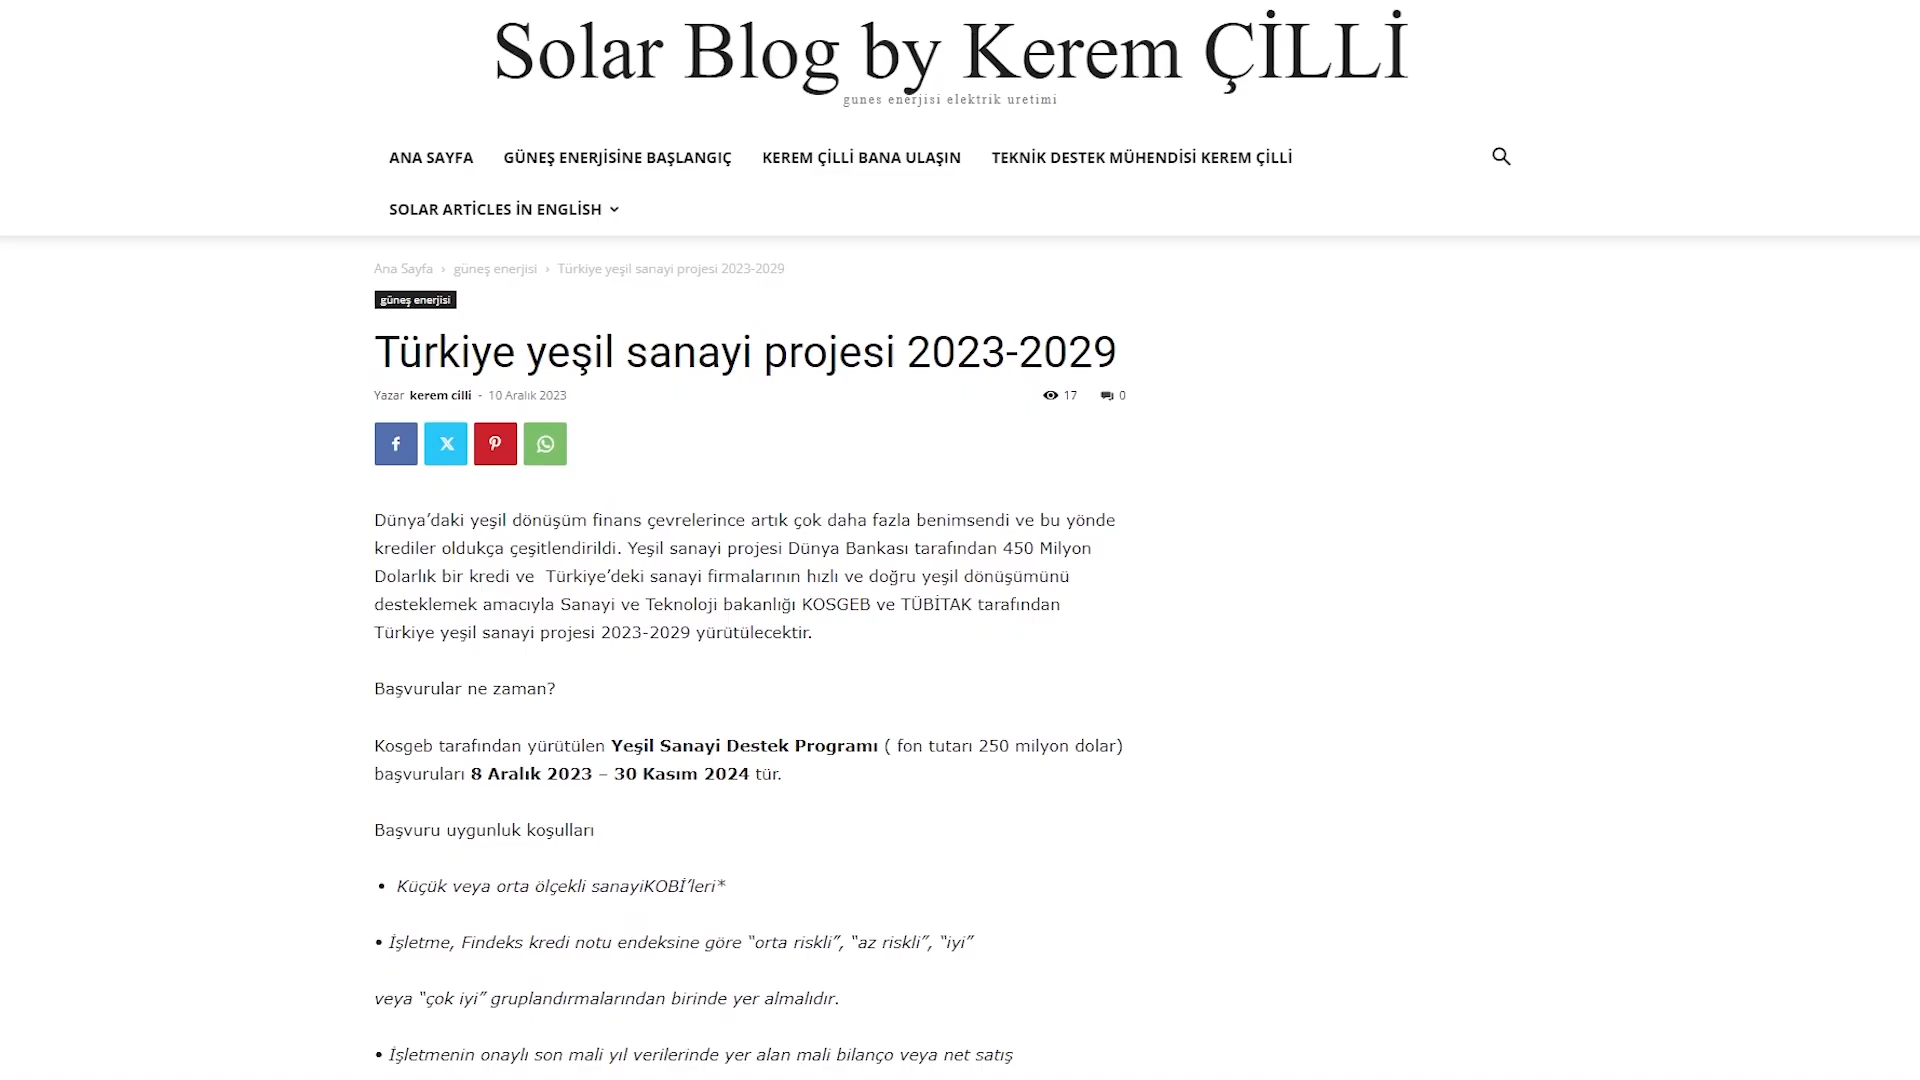 Solar Blog by Kerem ÇİLLİ
gunes enerjisi elektrik uretimi
ANA SAYFA GÜNEŞ ENERJİSİNE BAŞLANGIÇ KEREM ÇİLLİ BANA ULAŞIN TEKNİK DESTEK MÜHENDİSİ KEREM ÇİLLİ
SOLAR ARTİCLES İN ENGLİSH
Ana Sayfa › güneş enerjisi › Türkiye yeşil sanayi projesi 2023-2029
güneş enerjisi
Türkiye yeşil sanayi projesi 2023-2029
Yazar kerem cilli - 10 Aralık 2023 17 0
Dünya’daki yeşil dönüşüm finans çevrelerince artık çok daha fazla benimsendi ve bu yönde
krediler oldukça çeşitlendirildi. Yeşil sanayi projesi Dünya Bankası tarafından 450 Milyon
Dolarlık bir kredi ve Türkiye’deki sanayi firmalarının hızlı ve doğru yeşil dönüşümünü
desteklemek amacıyla Sanayi ve Teknoloji bakanlığı KOSGEB ve TÜBİTAK tarafından
Türkiye yeşil sanayi projesi 2023-2029 yürütülecektir.
Başvurular ne zaman?
Kosgeb tarafından yürütülen Yeşil Sanayi Destek Programı ( fon tutarı 250 milyon dolar)
başvuruları 8 Aralık 2023 – 30 Kasım 2024 tür.
Başvuru uygunluk koşulları
• Küçük veya orta ölçekli sanayiKOBİ’leri*
• İşletme, Findeks kredi notu endeksine göre “orta riskli”, “az riskli”, “iyi”
veya “çok iyi” gruplandırmalarından birinde yer almalıdır.
• İşletmenin onaylı son mali yıl verilerinde yer alan mali bilanço veya net satış